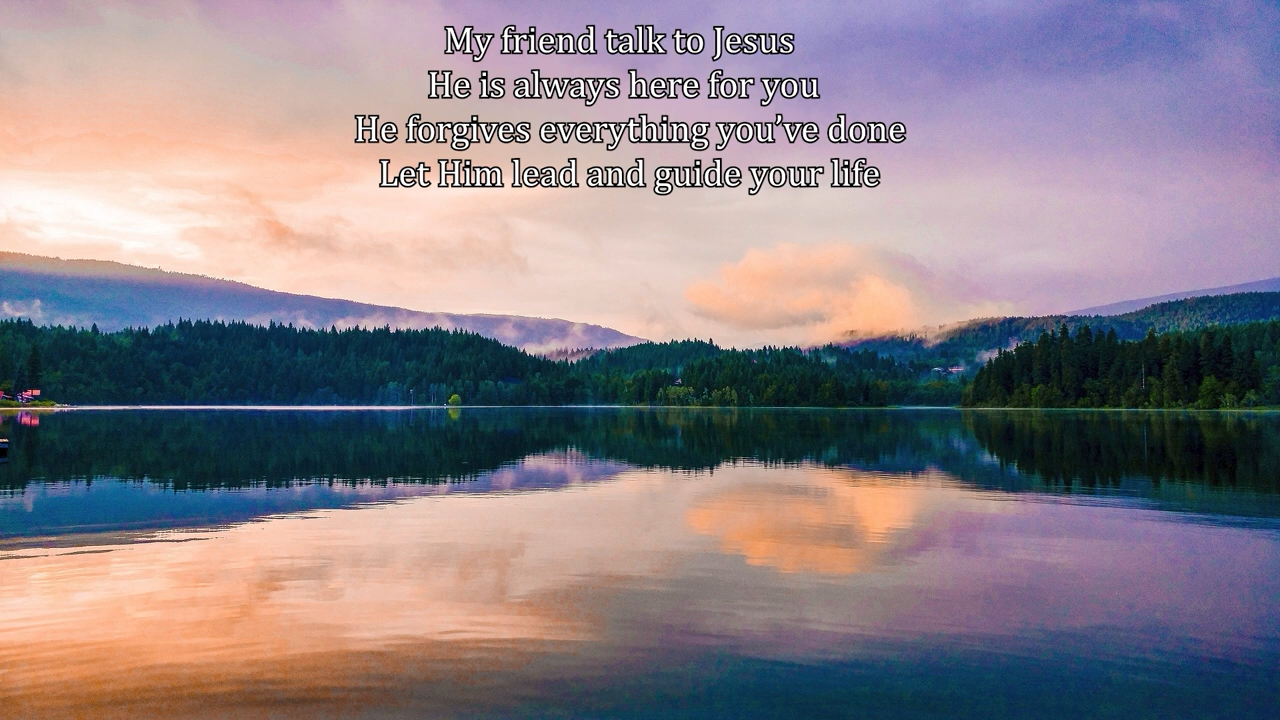 My friend talk to Jesus
He is always here for you
He forgives everything you’ve done
Let Him lead and guide your life